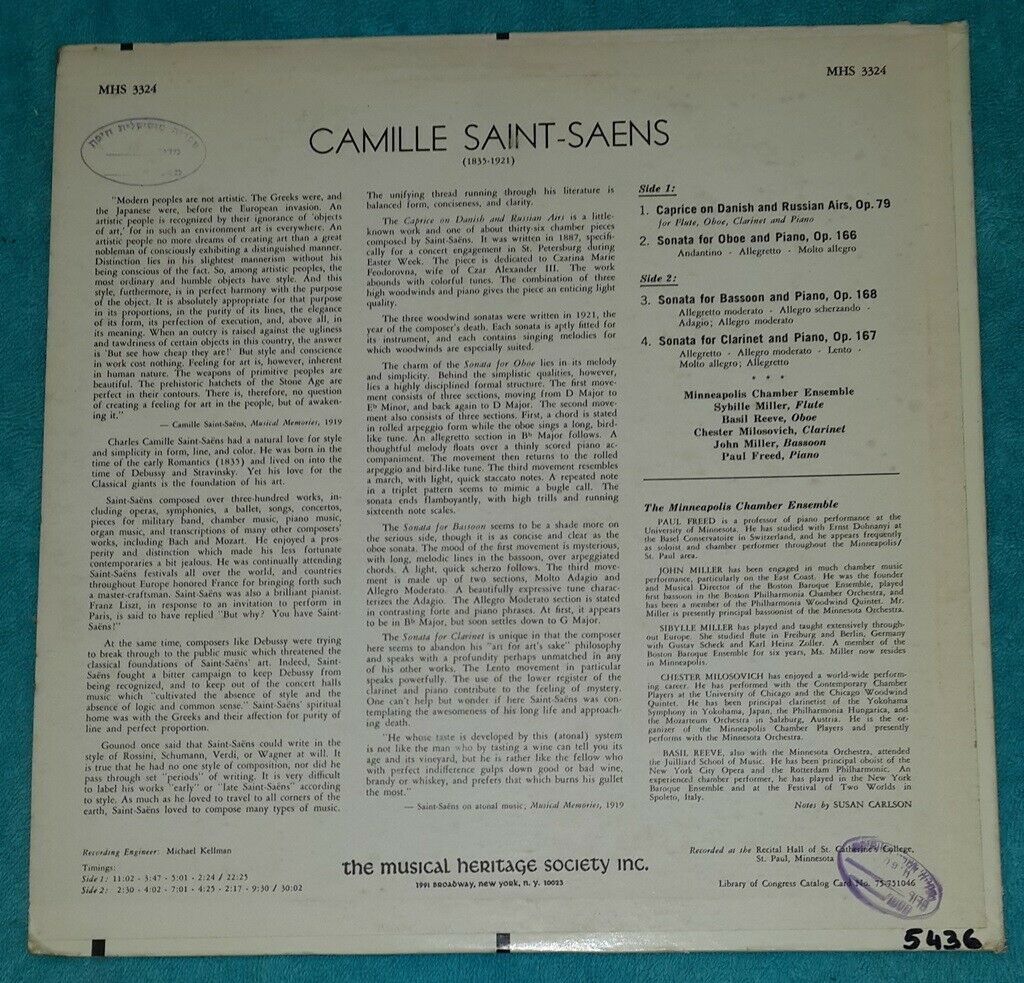 MHS 3324
MHS 3324
CAMILLE SAINT-SAENS
(1835-1921)
"Modern peoples are not artistic. The Greeks were, and
the Japanese were, before the European invasion. An
artistic people is recognized by their ignorance of 'objects
of art,' for in such an environment art is everywhere. An
artistic people no more dreams of creating art than a great
nobleman of consciously exhibiting a distinguished manner.
Distinction lies in his slightest mannerism without his
being conscious of the fact. So, among artistic peoples, the
most ordinary and humble objects have style. And this
style, furthermore, is in perfect harmony with the purpose
of the object. It is absolutely appropriate for that purpose
in its proportions, in the purity of its lines, the elegance
of its form, its perfection of execution, and, above all, in
its meaning. When an outcry is raised against the ugliness
and tawdriness of certain objects in this country, the answer
is 'But see how cheap they are!' But style and conscience
in work cost nothing. Feeling for art is, however, inherent
in human nature. The weapons of primitive peoples are
beautiful. The prehistoric hatchets of the Stone Age are
perfect in their contours. There is, therefore, no question
of creating a feeling for art in the people, but of awaken-
ing it."
— Camille Saint-Saëns, Musical Memories, 1919
Charles Camille Saint-Saëns had a natural love for style
and simplicity in form, line, and color. He was born in the
time of the early Romantics (1835) and lived on into the
time of Debussy and Stravinsky. Yet his love for the
Classical giants is the foundation of his art.
Saint-Saëns composed over three-hundred works, in-
cluding operas, symphonies, a ballet, songs, concertos,
pieces for military band, chamber music, piano music,
organ music, and transcriptions of many other composers'
works, including Bach and Mozart. He enjoyed a pros-
perity and distinction which made his less fortunate
contemporaries a bit jealous. He was continually attending
Saint-Saëns festivals all over the world, and countries
throughout Europe honored France for bringing forth such
a master-craftsman. Saint-Saëns was also a brilliant pianist.
Franz Liszt, in response to an invitation to perform in
Paris, is said to have replied "But why? You have Saint-
Saëns!"
At the same time, composers like Debussy were trying
to break through to the public music which threatened the
classical foundations of Saint-Saëns' art. Indeed, Saint-
Saëns fought a bitter campaign to keep Debussy from
being recognized, and to keep out of the concert halls
music which "cultivated the absence of style and the
absence of logic and common sense." Saint-Saëns' spiritual
home was with the Greeks and their affection for purity of
line and perfect proportion.
Gounod once said that Saint-Saëns could write in the
style of Rossini, Schumann, Verdi, or Wagner at will. It
is true that he had no one style of composition, nor did he
pass through set "periods" of writing. It is very difficult
to label his works "early" or "late Saint-Saëns" according
to style. As much as he loved to travel to all corners of the
earth, Saint-Saëns loved to compose many types of music.
The unifying thread running through his literature is
balanced form, conciseness, and clarity.
The Caprice on Danish and Russian Airs is a little-
known work and one of about thirty-six chamber pieces
composed by Saint-Saëns. It was written in 1887, specifi-
cally for a concert engagement in St. Petersburg during
Easter Week. The piece is dedicated to Czarina Marie
Feodorovna, wife of Czar Alexander III. The work
abounds with colorful tunes. The combination of three
high woodwinds and piano gives the piece an enticing light
quality.
The three woodwind sonatas were written in 1921, the
year of the composer's death. Each sonata is aptly fitted for
its instrument, and each contains singing melodies for
which woodwinds are especially suited.
The charm of the Sonata for Oboe lies in its melody
and simplicity. Behind the simplistic qualities, however,
lies a highly disciplined formal structure. The first move-
ment consists of three sections, moving from D Major to
E♭ Minor, and back again to D Major. The second move-
ment also consists of three sections. First, a chord is stated
in rolled arpeggio form while the oboe sings a long, bird-
like tune. An allegretto section in B♭ Major follows. A
thoughtful melody floats over a thinly scored piano ac-
companiment. The movement then returns to the rolled
arpeggio and bird-like tune. The third movement resembles
a march, with light, quick staccato notes. A repeated note
in a triplet pattern seems to mimic a bugle call. The
sonata ends flamboyantly, with high trills and running
sixteenth note scales.
The Sonata for Bassoon seems to be a shade more on
the serious side, though it is as concise and clear as the
oboe sonata. The mood of the first movement is mysterious,
with long, melodic lines in the bassoon, over arpeggiated
chords. A light, quick scherzo follows. The third move-
ment is made up of two sections, Molto Adagio and
Allegro Moderato. A beautifully expressive tune charac-
terizes the Adagio. The Allegro Moderato section is stated
in contrasting forte and piano phrases. At first, it appears
to be in B♭ Major, but soon settles down to G Major.
The Sonata for Clarinet is unique in that the composer
here seems to abandon his "art for art's sake" philosophy
and speaks with a profundity perhaps unmatched in any
of his other works. The Lento movement in particular
speaks powerfully. The use of the lower register of the
clarinet and piano contribute to the feeling of mystery.
One can't help but wonder if here Saint-Saëns was con-
templating the awesomeness of his long life and approach-
ing death.
"He whose taste is developed by this (atonal) system
is not like the man who by tasting a wine can tell you its
age and its vineyard, but he is rather like the fellow who
with perfect indifference gulps down good or bad wine,
brandy or whiskey, and prefers that which burns his gullet
the most."
— Saint-Saëns on atonal music; Musical Memories, 1919
Side 1:
1. Caprice on Danish and Russian Airs, Op. 79
for Flute, Oboe, Clarinet and Piano
2. Sonata for Oboe and Piano, Op. 166
Andantino - Allegretto - Molto allegro
Side 2:
3. Sonata for Bassoon and Piano, Op. 168
Allegretto moderato - Allegro scherzando -
Adagio; Allegro moderato
4. Sonata for Clarinet and Piano, Op. 167
Allegretto - Allegro moderato - Lento -
Molto allegro; Allegretto
* * *
Minneapolis Chamber Ensemble
Sybille Miller, Flute
Basil Reeve, Oboe
Chester Milosovich, Clarinet
John Miller, Bassoon
Paul Freed, Piano
The Minneapolis Chamber Ensemble
PAUL FREED is a professor of piano performance at the
University of Minnesota. He has studied with Ernst Dohnanyi at
the Basel Conservatoire in Switzerland, and he appears frequently
as soloist and chamber performer throughout the Minneapolis/
St. Paul area.
JOHN MILLER has been engaged in much chamber music
performance, particularly on the East Coast. He was the founder
and Musical Director of the Boston Baroque Ensemble, played
first bassoon in the Boston Philharmonia Chamber Orchestra, and
has been a member of the Philharmonia Woodwind Quintet. Mr.
Miller is presently principal bassoonist of the Minnesota Orchestra.
SIBYLLE MILLER has played and taught extensively through-
out Europe. She studied flute in Freiburg and Berlin, Germany
with Gustav Scheck and Karl Heinz Zoller. A member of the
Boston Baroque Ensemble for six years, Ms. Miller now resides
in Minneapolis.
CHESTER MILOSOVICH has enjoyed a world-wide perform-
ing career. He has performed with the Contemporary Chamber
Players at the University of Chicago and the Chicago Woodwind
Quintet. He has been principal clarinetist of the Yokohama
Symphony in Yokohama, Japan, the Philharmonia Hungarica, and
the Mozarteum Orchestra in Salzburg, Austria. He is the or-
ganizer of the Minneapolis Chamber Players and presently
performs with the Minnesota Orchestra.
BASIL REEVE, also with the Minnesota Orchestra, attended
the Juilliard School of Music. He has been principal oboist of the
New York City Opera and the Rotterdam Philharmonic. An
experienced chamber performer, he has played in the New York
Baroque Ensemble and at the Festival of Two Worlds in
Spoleto, Italy.
Notes by SUSAN CARLSON
Recording Engineer: Michael Kellman
Timings:
Side 1: 11:02 - 3:47 - 5:01 - 2:24 / 22:25
Side 2: 2:30 - 4:02 - 7:01 - 4:25 - 2:17 - 9:30 / 30:02
the musical heritage society inc.
1991 Broadway, new york, n. y. 10023
Recorded at the Recital Hall of St. Catherine's College,
St. Paul, Minnesota
Library of Congress Catalog Card No. 75-751046
5436